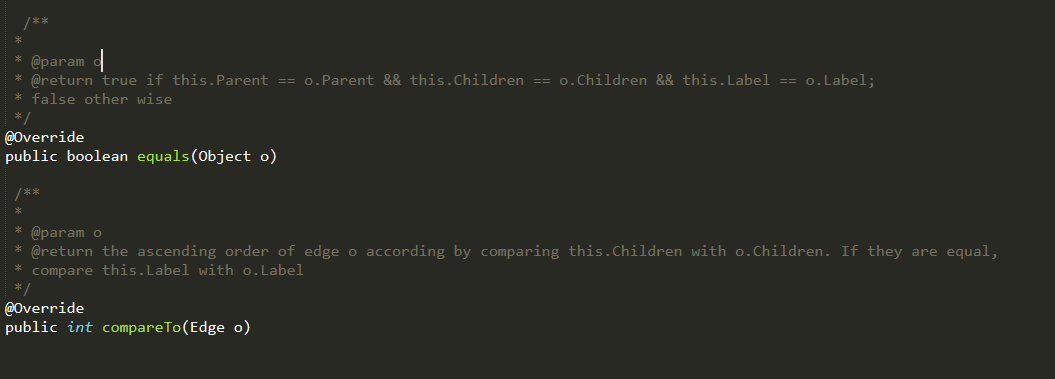 /**
*
* @param o
* @return true if this.Parent == o.Parent && this.Children == o.Children && this.Label == o.Label;
* false other wise
*/
@Override
public boolean equals(Object o)
/**
*
* @param o
* @return the ascending order of edge o according by comparing this.Children with o.Children. If they are equal,
* compare this.Label with o.Label
*/
@Override
public int compareTo(Edge o)